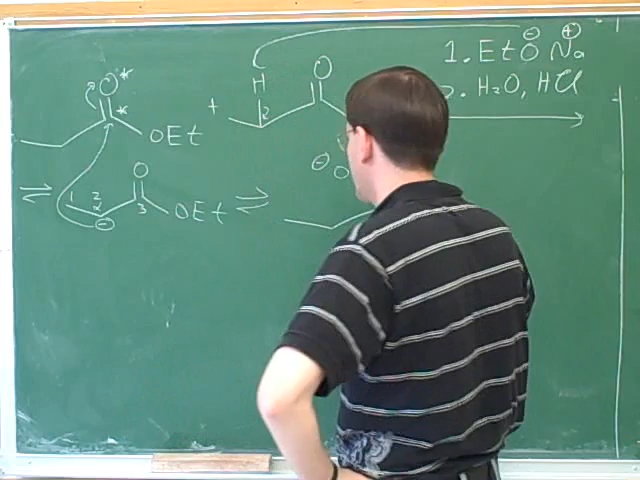 1. EtO⊖ Na⊕
2. H₂O, HCl
O*
*
OEt
+
H
2
O
⊖
O
1
2
3
O
OEt
⊖